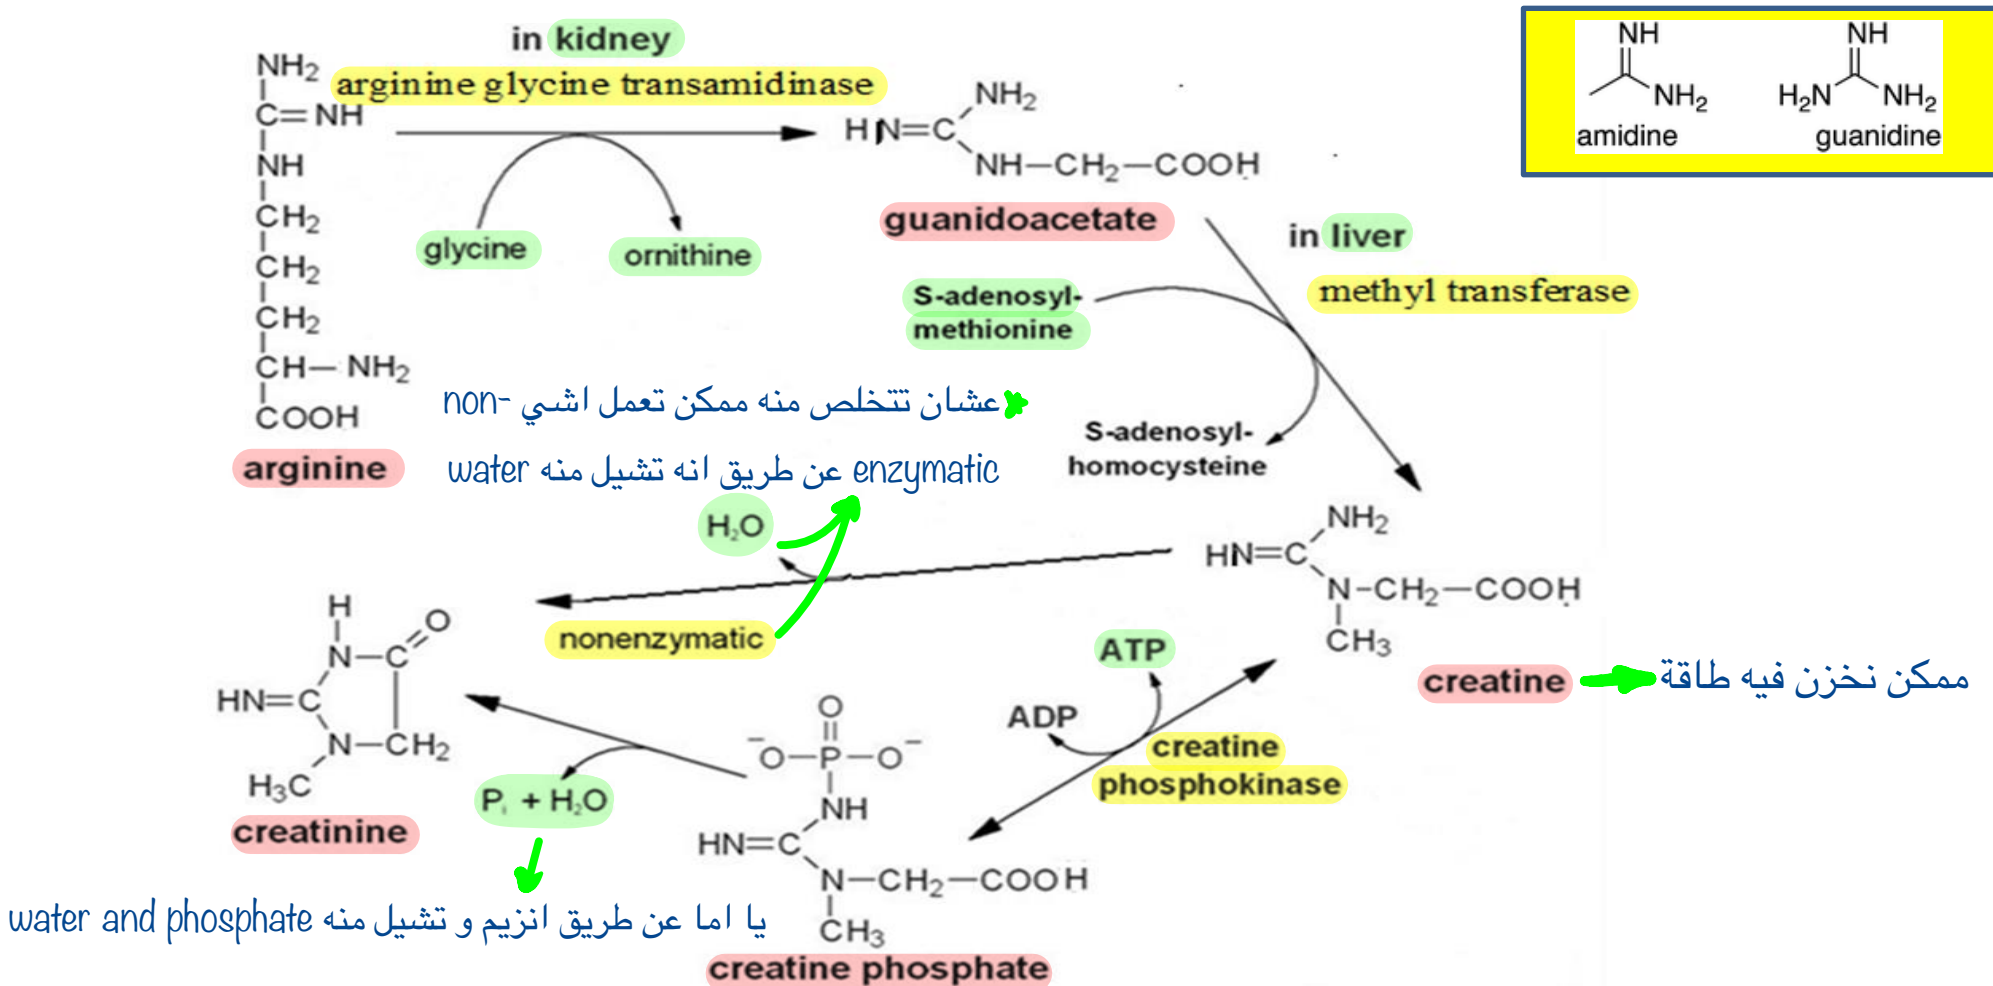 in kidney
arginine glycine transamidinase
NH2
C=NH
NH
CH2
CH2
CH2
CH—NH2
COOH
arginine
glycine
ornithine
NH2
HN=C
NH—CH2—COOH
guanidoacetate
NH
NH2
amidine
NH
H2N
NH2
guanidine
in liver
methyl transferase
S-adenosyl-
methionine
S-adenosyl-
homocysteine
عشان تتخلص منه ممكن تعمل اشي non-
enzymatic عن طريق انه تشيل منه water
H2O
nonenzymatic
NH2
HN=C
N-CH2—COOH
CH3
creatine
ممكن نخزن فيه طاقة
ATP
ADP
creatine
phosphokinase
H
O
N—C
HN=C
N—CH2
H3C
creatinine
Pi + H2O
يا اما عن طريق انزيم و تشيل منه water and phosphate
O
-O—P—O-
NH
HN=C
N—CH2—COOH
CH3
creatine phosphate